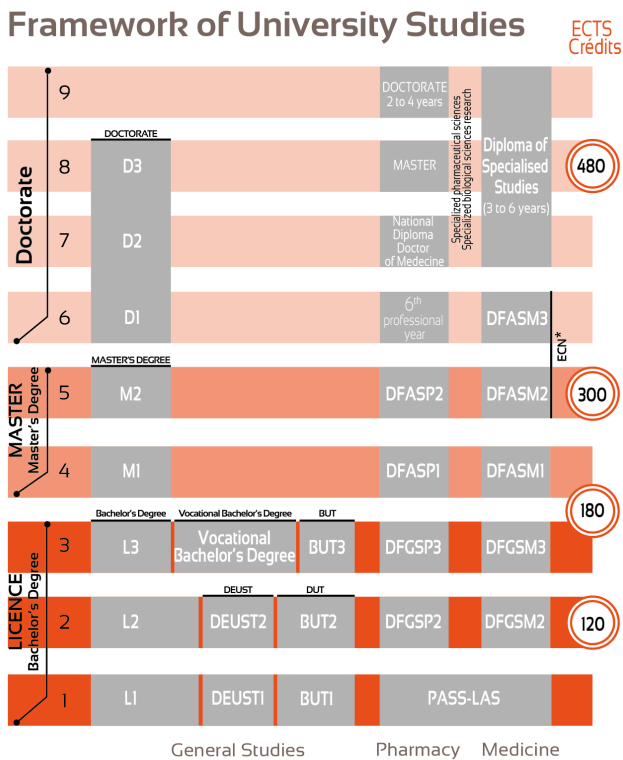 Framework of University Studies
ECTS
Crédits
Doctorate
9
DOCTORATE
2 to 4 years
Specialized pharmaceutical sciences
Specialized biological sciences research
DOCTORATE
8
D3
MASTER
Diploma of
Specialised
Studies
(3 to 6 years)
480
7
D2
National
Diploma
Doctor
of Medecine
6
D1
6th
professional
year
DFASM3
ECN*
MASTER
Master's Degree
MASTER'S DEGREE
5
M2
DFASP2
DFASM2
300
4
M1
DFASP1
DFASM1
180
LICENCE
Bachelor's Degree
Bachelor's Degree
Vocational Bachelor's Degree
BUT
3
L3
Vocational
Bachelor's Degree
BUT3
DFGSP3
DFGSM3
DEUST
DUT
2
L2
DEUST2
BUT2
DFGSP2
DFGSM2
120
1
L1
DEUST1
BUT1
PASS-LAS
General Studies
Pharmacy
Medicine